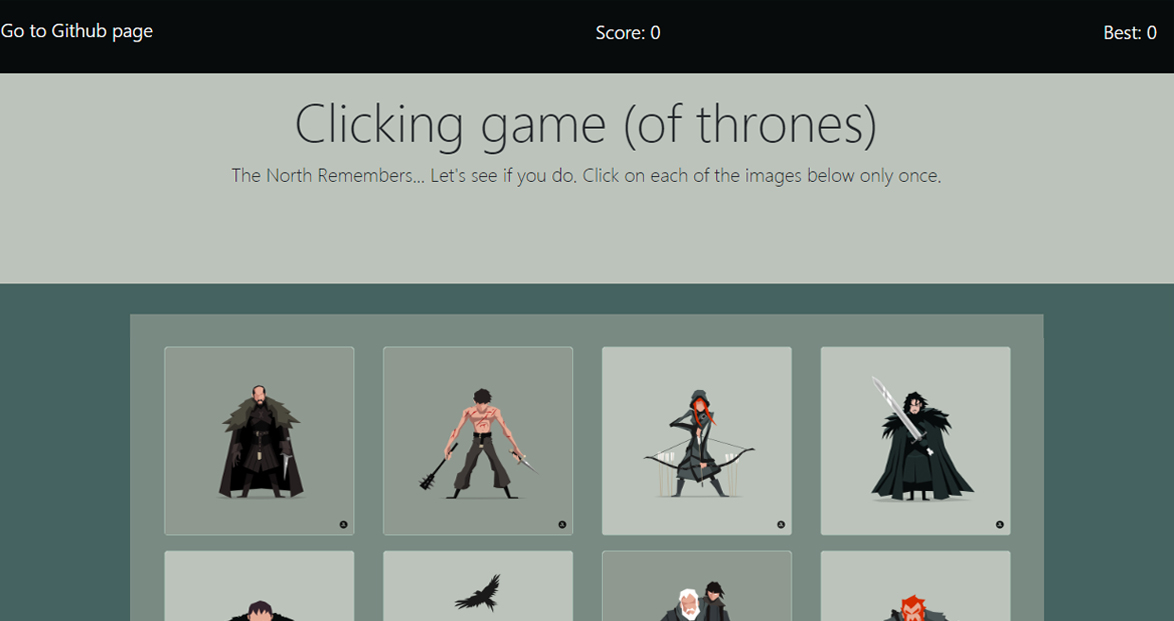 Go to Github page
Score: 0
Best: 0
Clicking game (of thrones)
The North Remembers... Let's see if you do. Click on each of the images below only once.